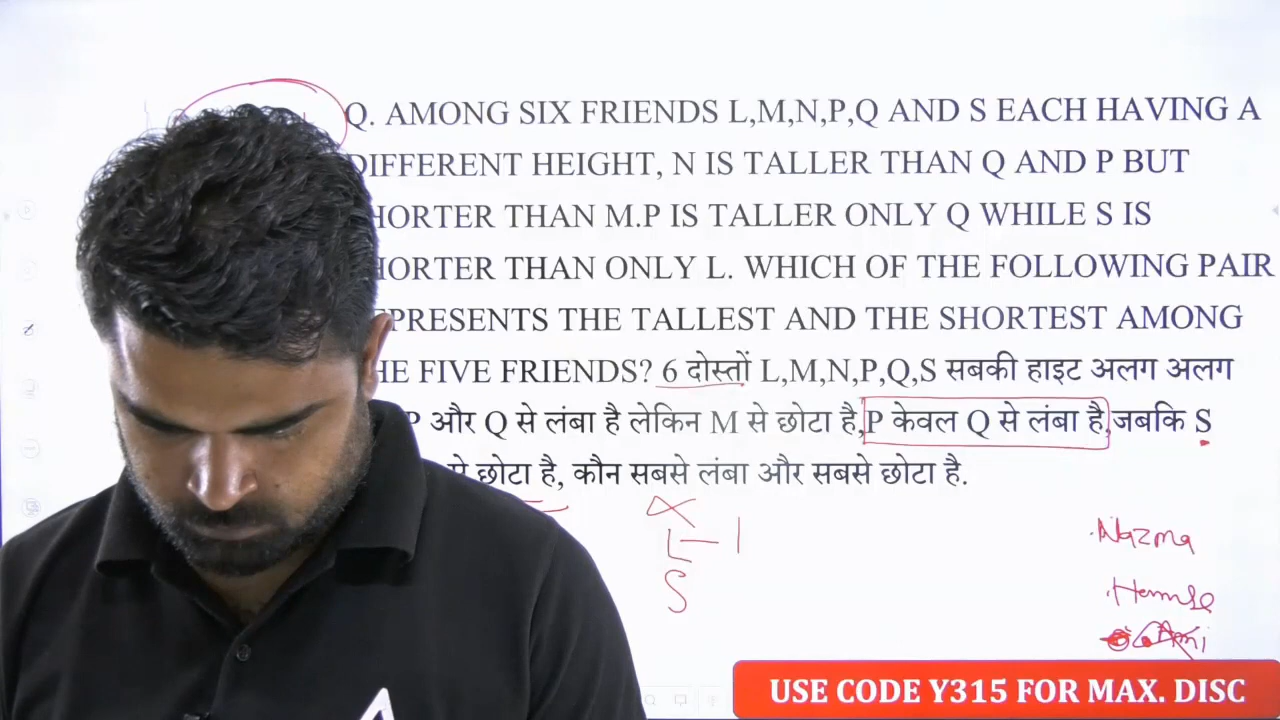 Q. AMONG SIX FRIENDS L,M,N,P,Q AND S EACH HAVING A
DIFFERENT HEIGHT, N IS TALLER THAN Q AND P BUT
HORTER THAN M.P IS TALLER ONLY Q WHILE S IS
HORTER THAN ONLY L. WHICH OF THE FOLLOWING PAIR
PRESENTS THE TALLEST AND THE SHORTEST AMONG
HE FIVE FRIENDS? 6 दोस्तों L,M,N,P,Q,S सबकी हाइट अलग अलग
P और Q से लंबा है लेकिन M से छोटा है,P केवल Q से लंबा है,जबकि S
से छोटा है, कौन सबसे लंबा और सबसे छोटा है.
L – 1
S
Nazma
USE CODE Y315 FOR MAX. DISC